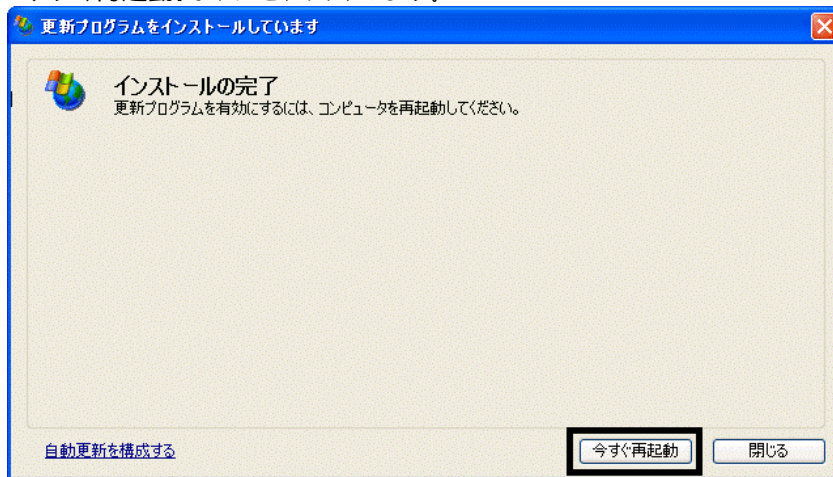 更新プログラムをインストールしています
インストールの完了
更新プログラムを有効にするには、コンピュータを再起動してください。
自動更新を構成する
今すぐ再起動
閉じる